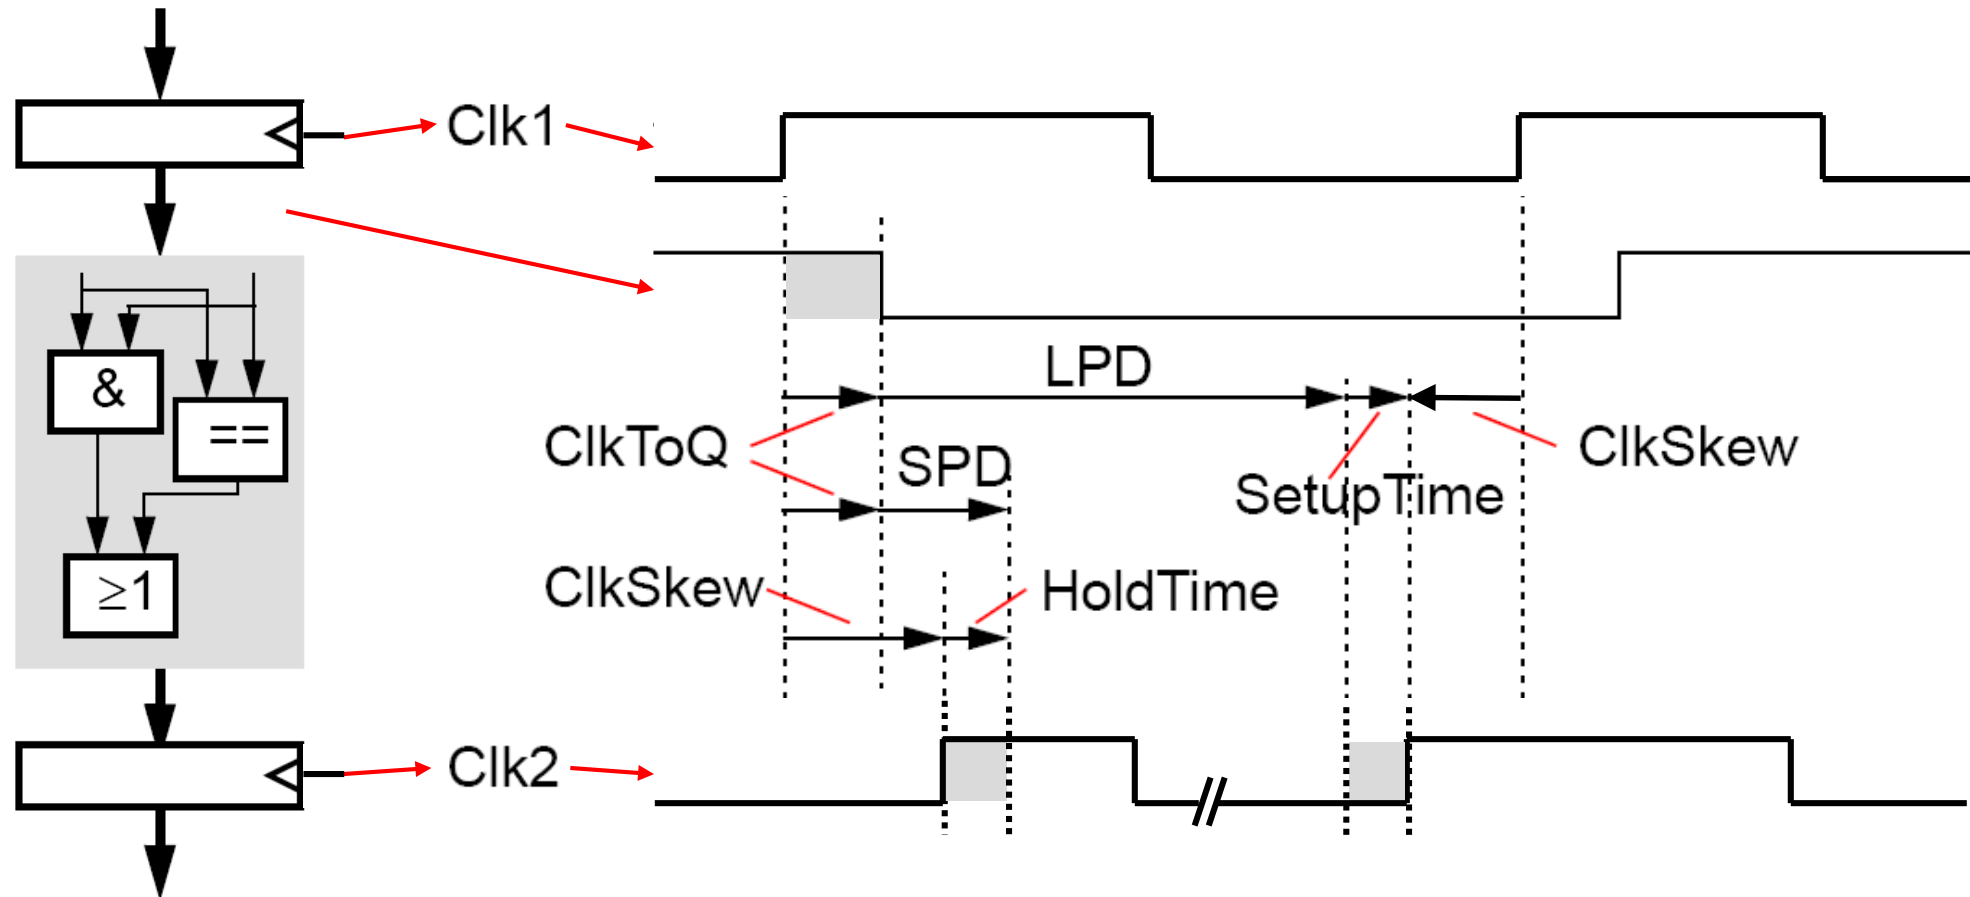 Clk1
LPD
&
==
ClkToQ
SPD
ClkSkew
SetupTime
≥1
ClkSkew
HoldTime
Clk2